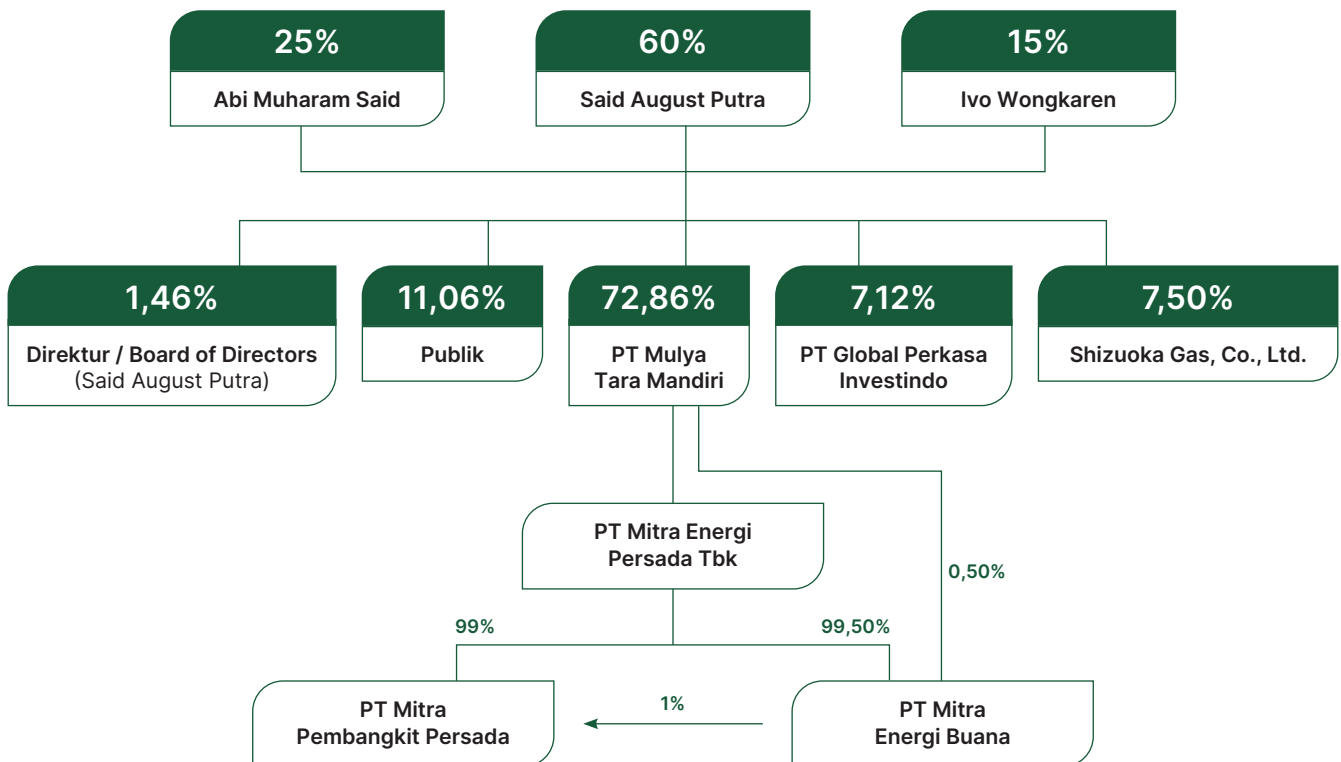 25%
Abi Muharam Said
60%
Said August Putra
15%
Ivo Wongkaren
1,46%
Direktur / Board of Directors
(Said August Putra)
11,06%
Publik
72,86%
PT Mulya
Tara Mandiri
7,12%
PT Global Perkasa
Investindo
7,50%
Shizuoka Gas, Co., Ltd.
PT Mitra Energi
Persada Tbk
0,50%
99%
99,50%
PT Mitra
Pembangkit Persada
1%
PT Mitra
Energi Buana